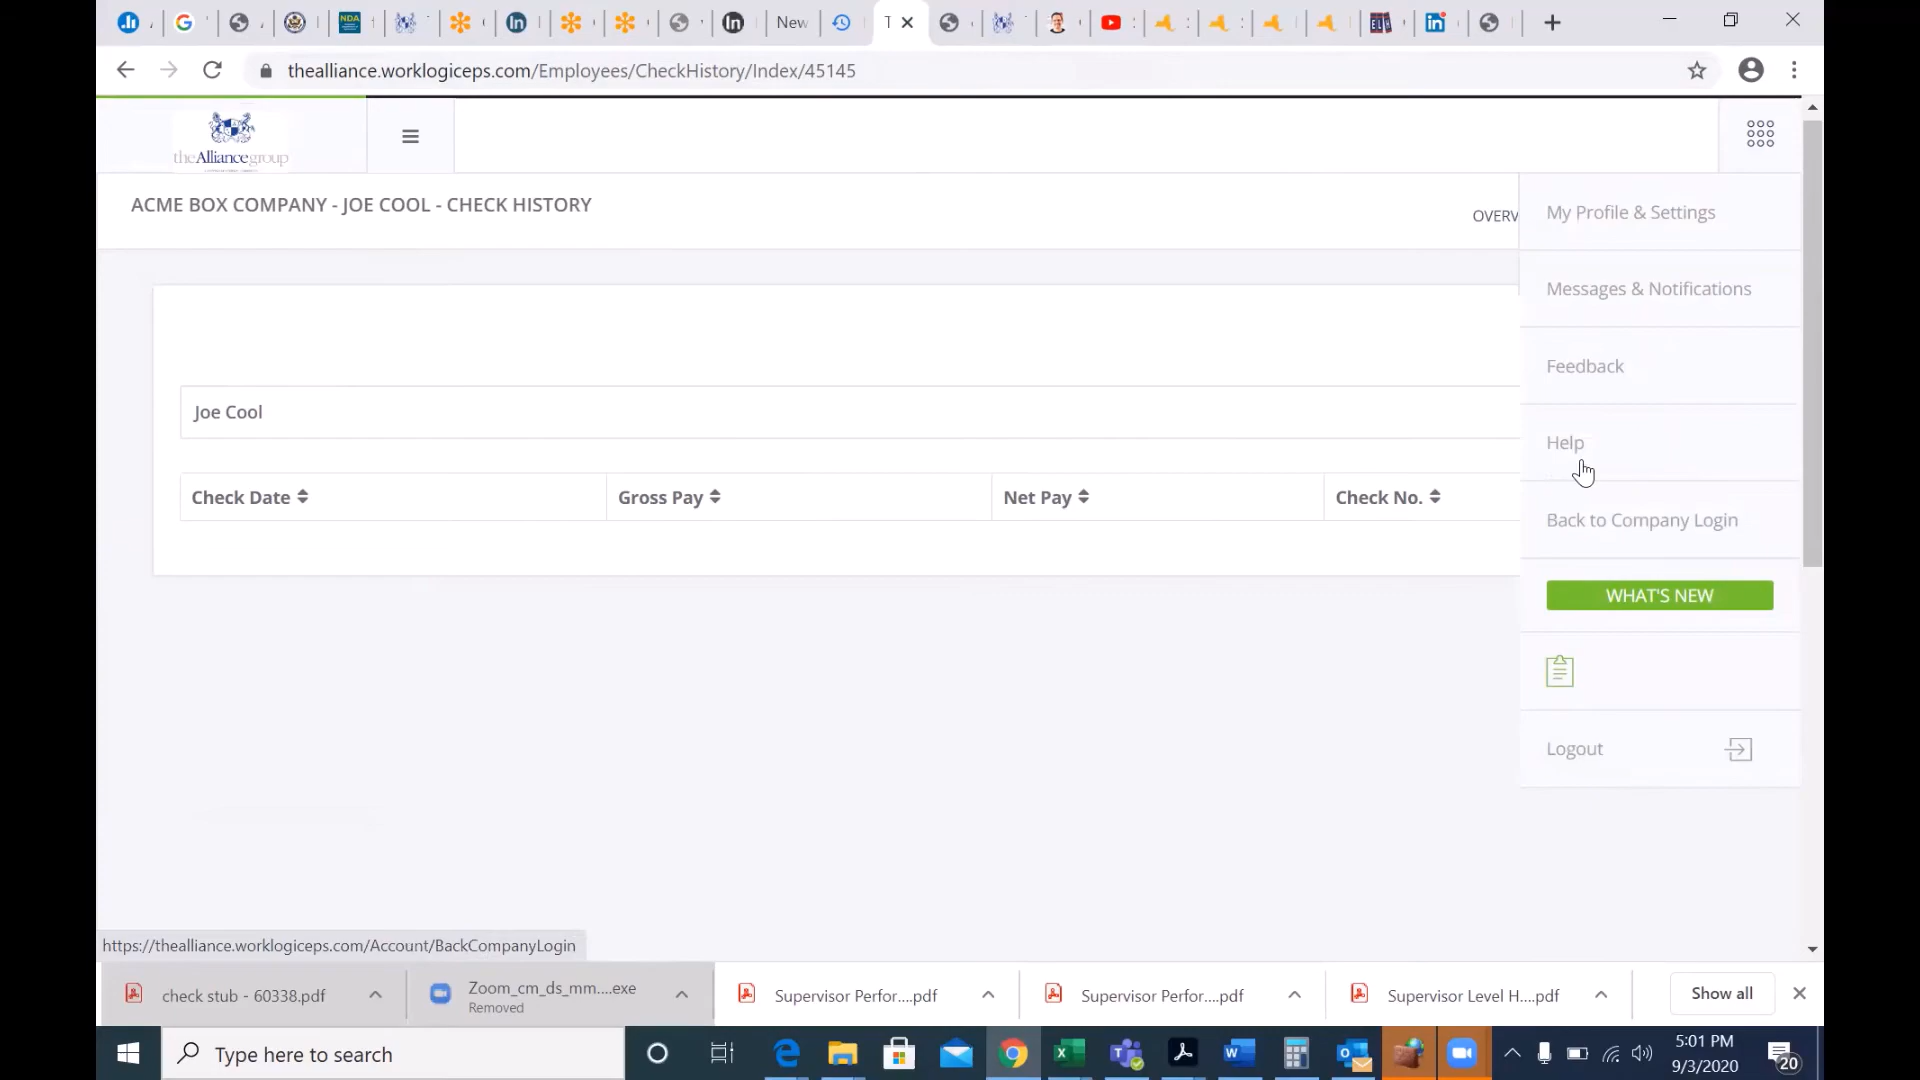 New
T
thealliance.worklogiceps.com/Employees/CheckHistory/Index/45145
theAlliancegroup
ACME BOX COMPANY - JOE COOL - CHECK HISTORY
OVERV
My Profile & Settings
Messages & Notifications
Feedback
Help
Back to Company Login
WHAT'S NEW
Logout
Joe Cool
Check Date
Gross Pay
Net Pay
Check No.
https://thealliance.worklogiceps.com/Account/BackCompanyLogin
check stub - 60338.pdf
Zoom_cm_ds_mm....exe
Removed
Supervisor Perfor....pdf
Supervisor Perfor....pdf
Supervisor Level H....pdf
Show all
Type here to search
5:01 PM
9/3/2020
20